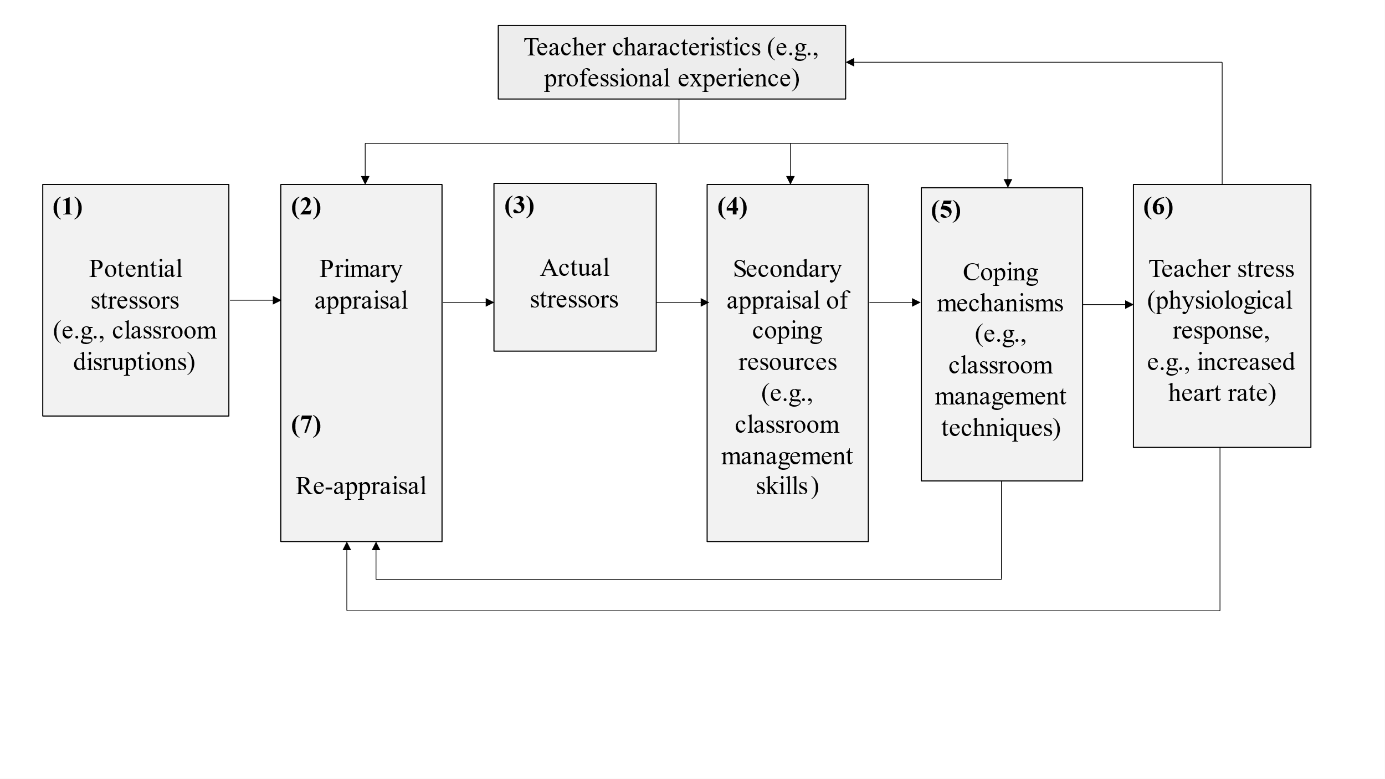 Teacher characteristics (e.g.,
professional experience)
(1)
Potential
stressors
(e.g., classroom
disruptions)
(2)
Primary
appraisal
(7)
Re-appraisal
(3)
Actual
stressors
(4)
Secondary
appraisal of
coping
resources
(e.g.,
classroom
management
skills)
(5)
Coping
mechanisms
(e.g.,
classroom
management
techniques)
(6)
Teacher stress
(physiological
response,
e.g., increased
heart rate)